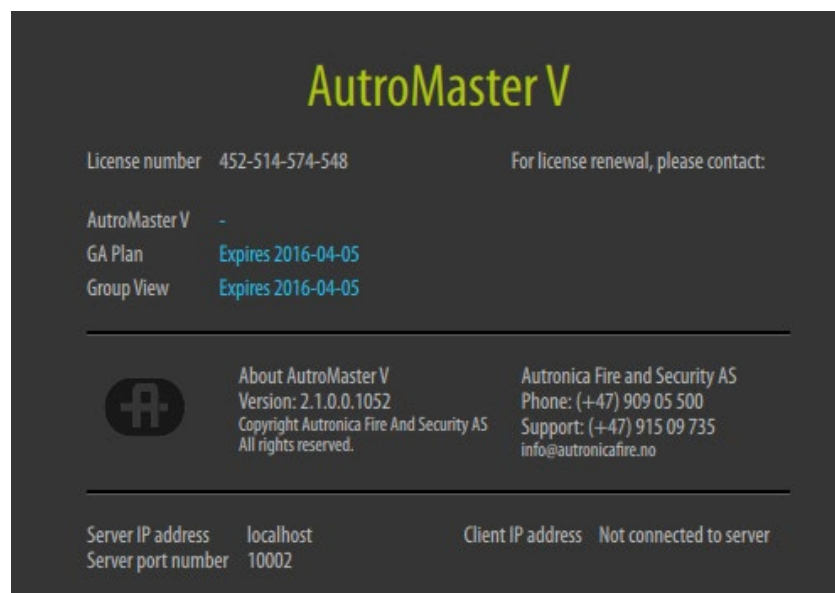 AutroMaster V
License number 452-514-574-548 For license renewal, please contact:
AutroMaster V -
GA Plan Expires 2016-04-05
Group View Expires 2016-04-05
About AutroMaster V
Version: 2.1.0.0.1052
Copyright Autronica Fire And Security AS
All rights reserved.
Autronica Fire and Security AS
Phone: (+47) 909 05 500
Support: (+47) 915 09 735
info@autronicafire.no
Server IP address localhost
Server port number 10002
Client IP address Not connected to server